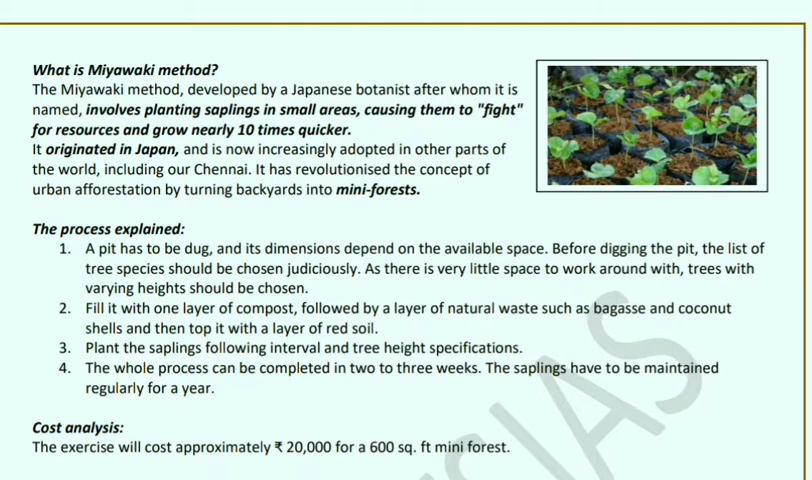 What is Miyawaki method?
The Miyawaki method, developed by a Japanese botanist after whom it is
named, involves planting saplings in small areas, causing them to "fight"
for resources and grow nearly 10 times quicker.
It originated in Japan, and is now increasingly adopted in other parts of
the world, including our Chennai. It has revolutionised the concept of
urban afforestation by turning backyards into mini-forests.
The process explained:
1. A pit has to be dug, and its dimensions depend on the available space. Before digging the pit, the list of
tree species should be chosen judiciously. As there is very little space to work around with, trees with
varying heights should be chosen.
2. Fill it with one layer of compost, followed by a layer of natural waste such as bagasse and coconut
shells and then top it with a layer of red soil.
3. Plant the saplings following interval and tree height specifications.
4. The whole process can be completed in two to three weeks. The saplings have to be maintained
regularly for a year.
Cost analysis:
The exercise will cost approximately ₹ 20,000 for a 600 sq. ft mini forest.